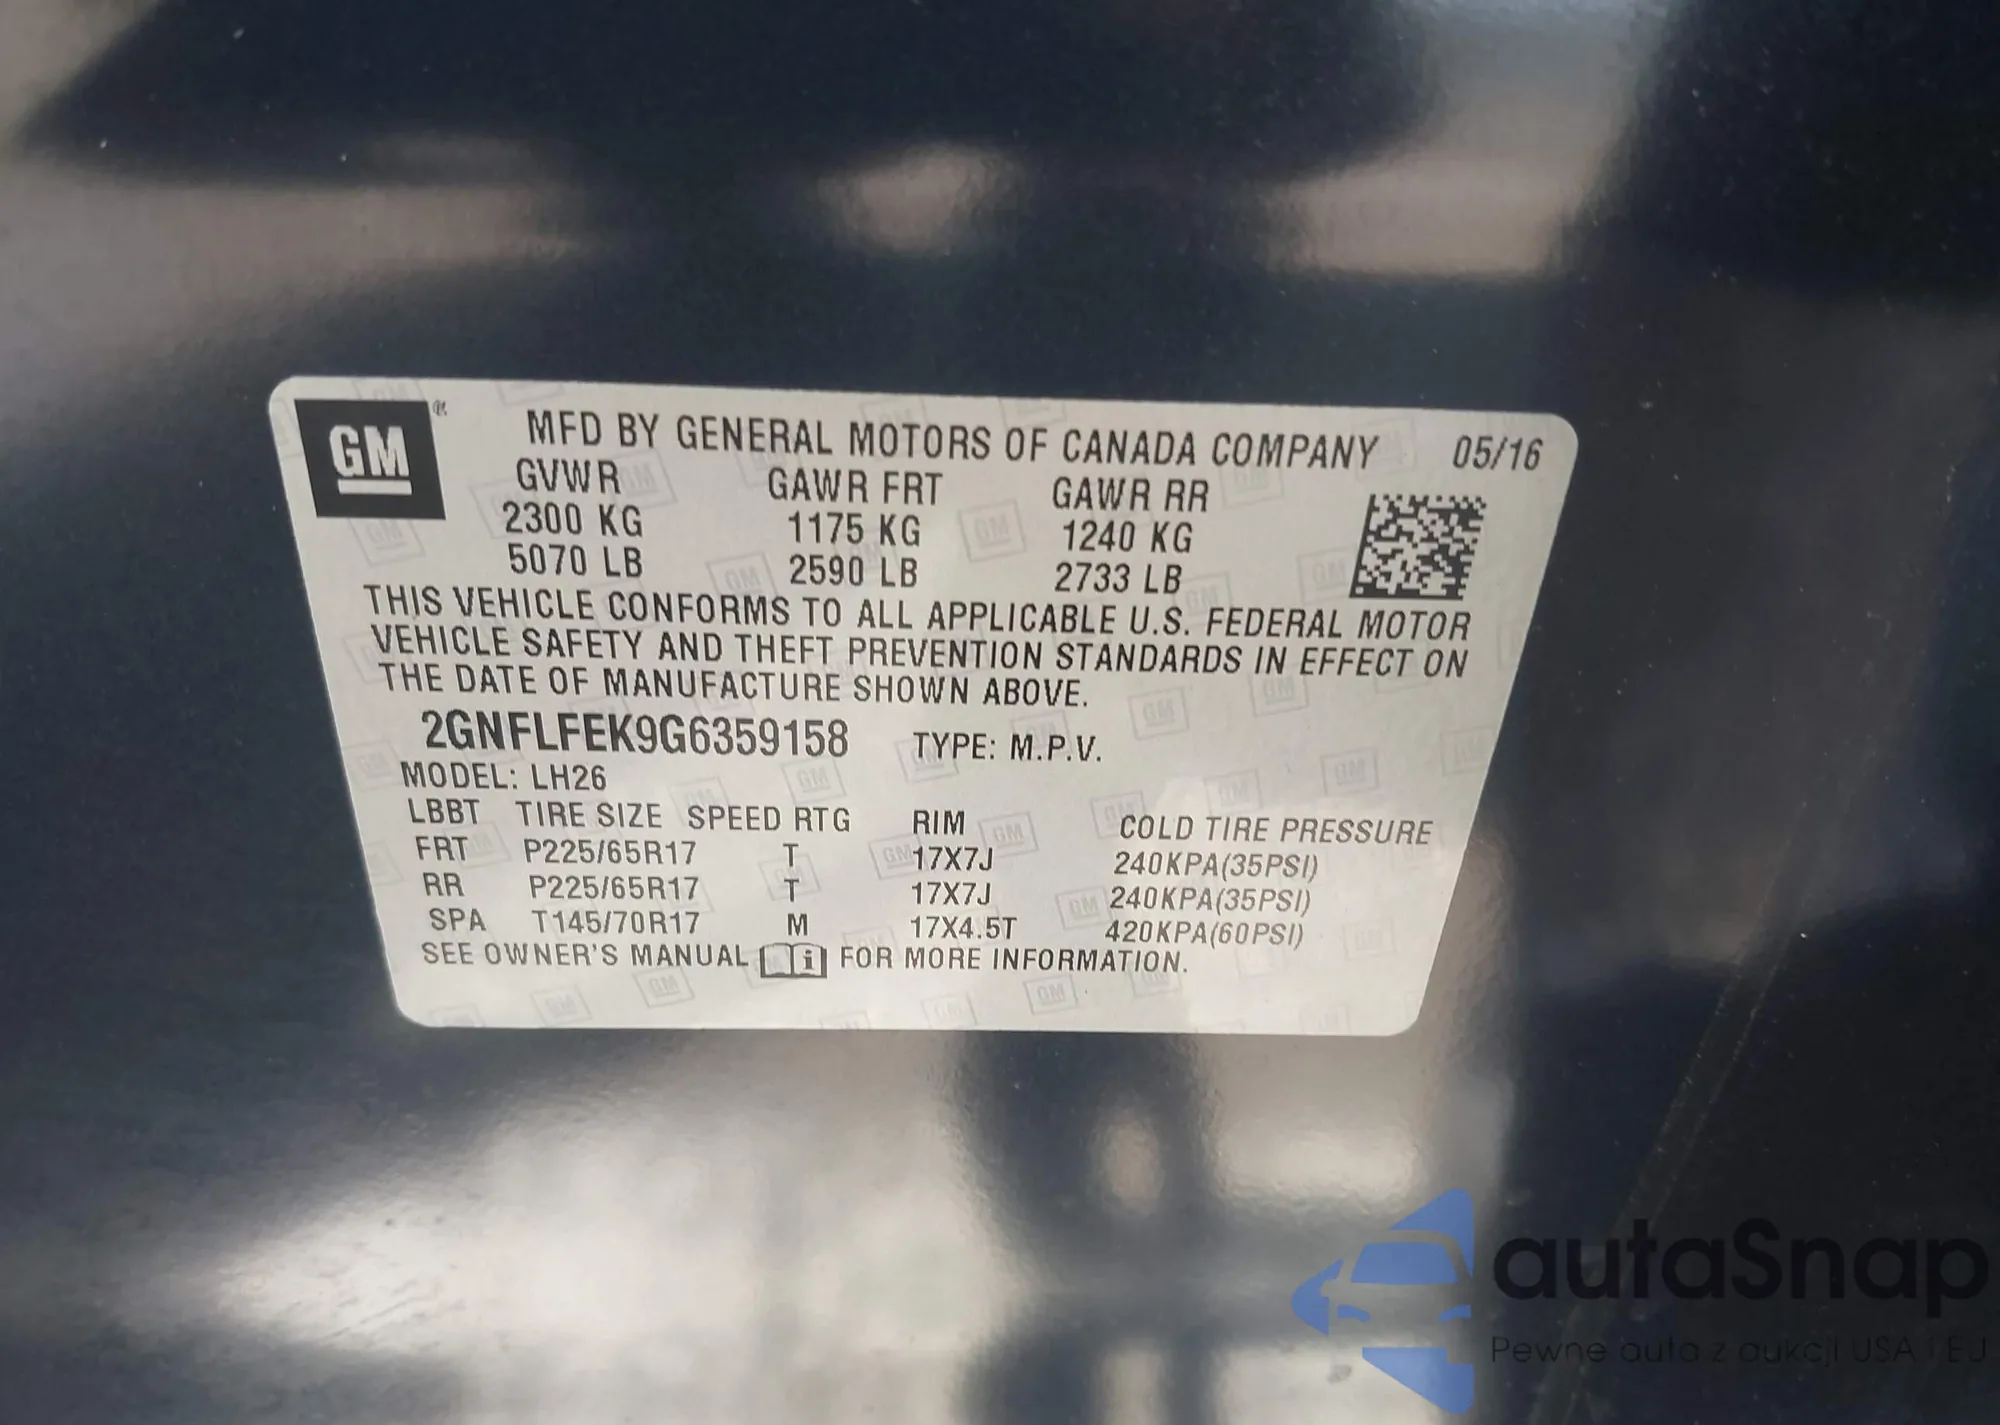 GM®
MFD BY GENERAL MOTORS OF CANADA COMPANY 05/16
GVWR GAWR FRT GAWR RR
2300 KG 1175 KG 1240 KG
5070 LB 2590 LB 2733 LB
THIS VEHICLE CONFORMS TO ALL APPLICABLE U.S. FEDERAL MOTOR
VEHICLE SAFETY AND THEFT PREVENTION STANDARDS IN EFFECT ON
THE DATE OF MANUFACTURE SHOWN ABOVE.
2GNFLFEK9G6359158 TYPE: M.P.V.
MODEL: LH26
LBBT TIRE SIZE SPEED RTG RIM COLD TIRE PRESSURE
FRT P225/65R17 T 17X7J 240KPA(35PSI)
RR P225/65R17 T 17X7J 240KPA(35PSI)
SPA T145/70R17 M 17X4.5T 420KPA(60PSI)
SEE OWNER'S MANUAL i FOR MORE INFORMATION.
autaSnap
Pewne auta z aukcji USA i EU